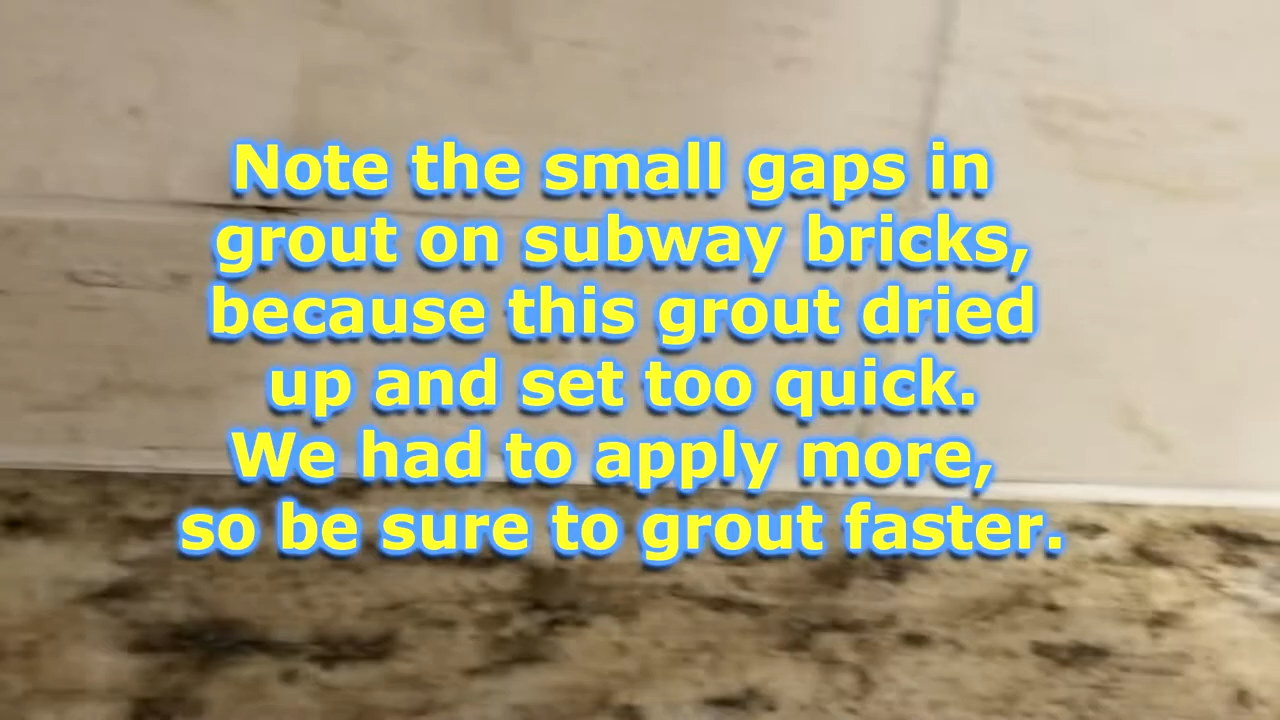 Note the small gaps in
grout on subway bricks,
because this grout dried
up and set too quick.
We had to apply more,
so be sure to grout faster.